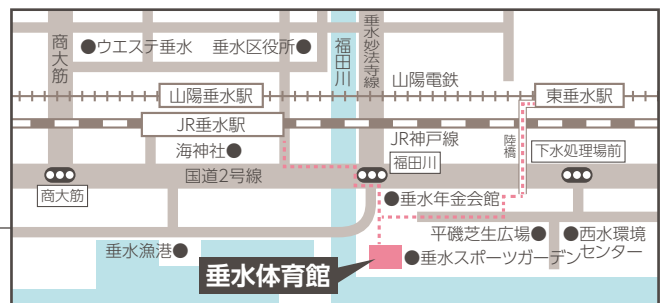 商大筋
●ウエステ垂水
垂水区役所●
福田川
垂水妙法寺線
山陽電鉄
山陽垂水駅
東垂水駅
JR垂水駅
JR神戸線
陸橋
海神社●
福田川
下水処理場前
国道2号線
商大筋
●垂水年金会館
垂水漁港●
平磯芝生広場●
●西水環境
センター
●垂水スポーツガーデン
垂水体育館